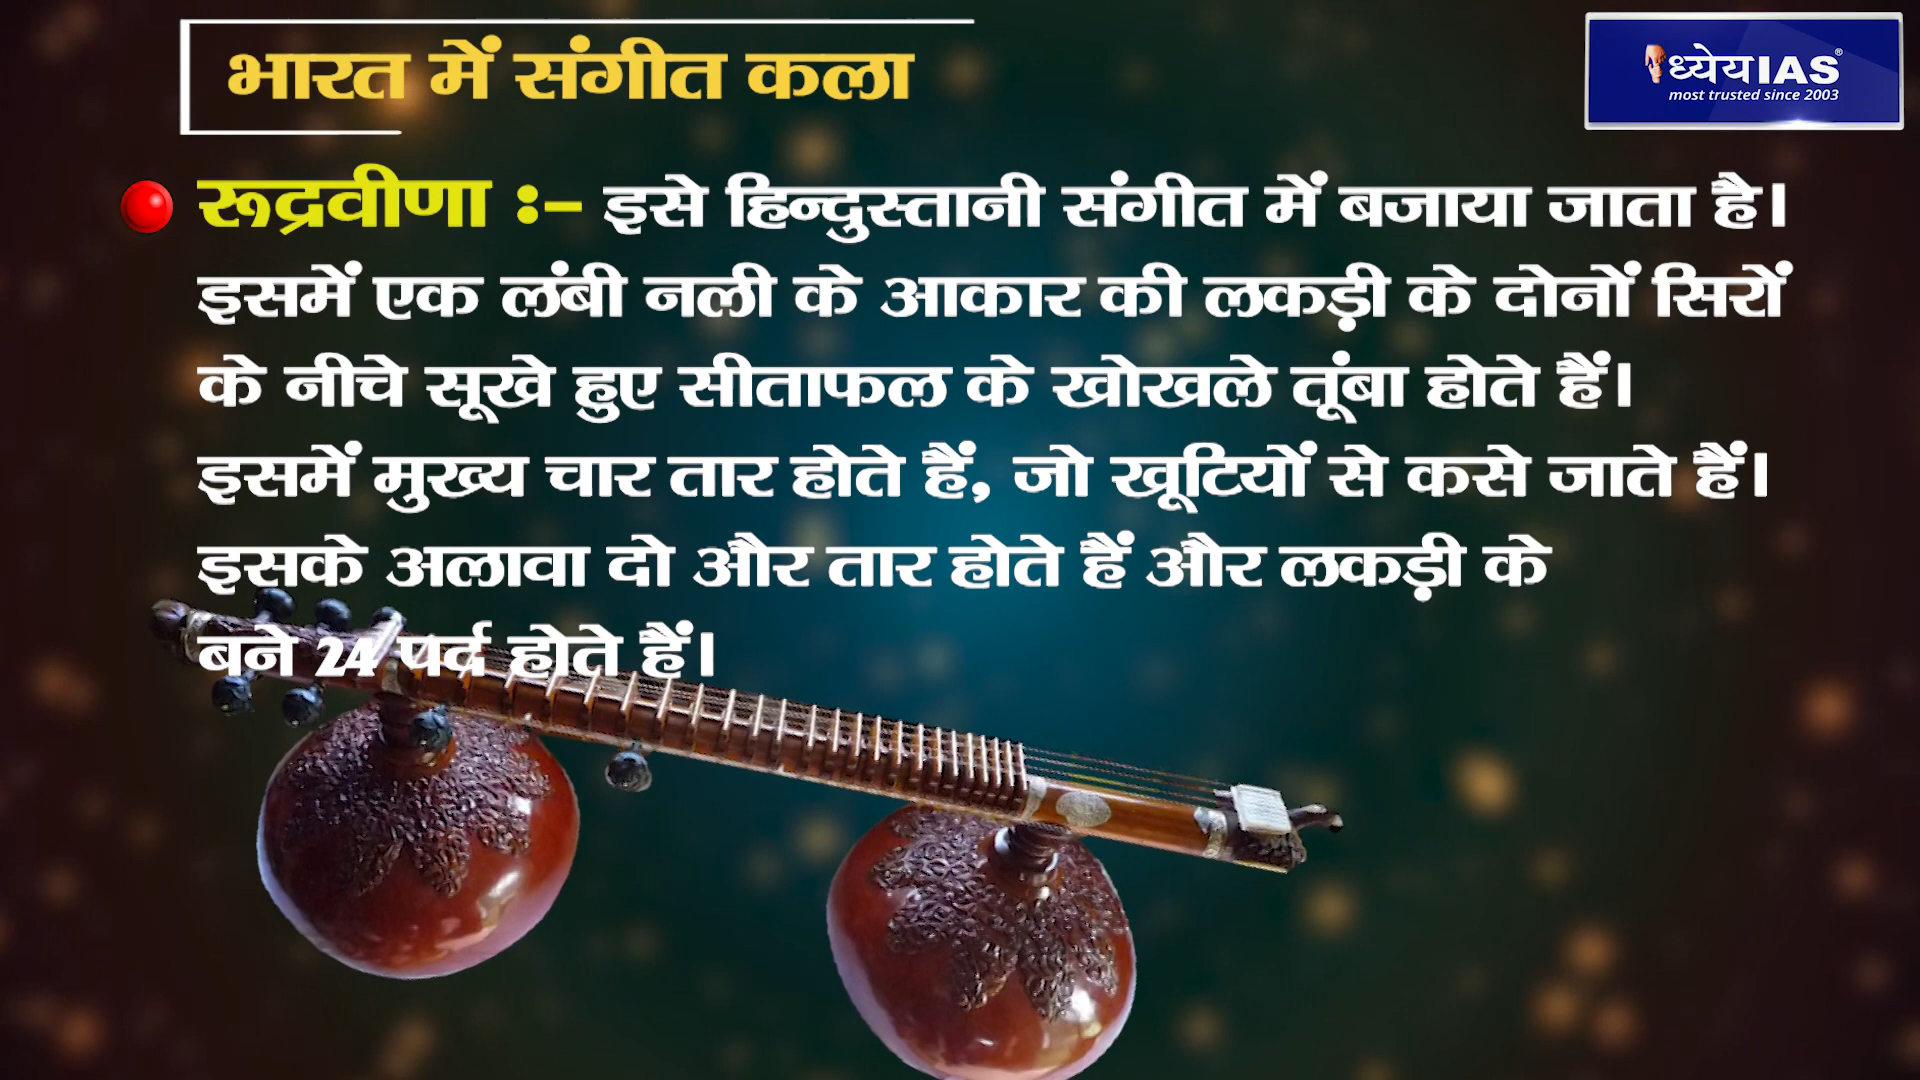 भारत में संगीत कला
ध्येय IAS®
most trusted since 2003
रूद्रवीणा :- इसे हिन्दुस्तानी संगीत में बजाया जाता है।
इसमें एक लंबी नली के आकार की लकड़ी के दोनों सिरों
के नीचे सूखे हुए सीताफल के खोखले तूंबा होते हैं।
इसमें मुख्य चार तार होते हैं, जो खूटियों से कसे जाते हैं।
इसके अलावा दो और तार होते हैं और लकड़ी के
बने 24 पर्द होते हैं।